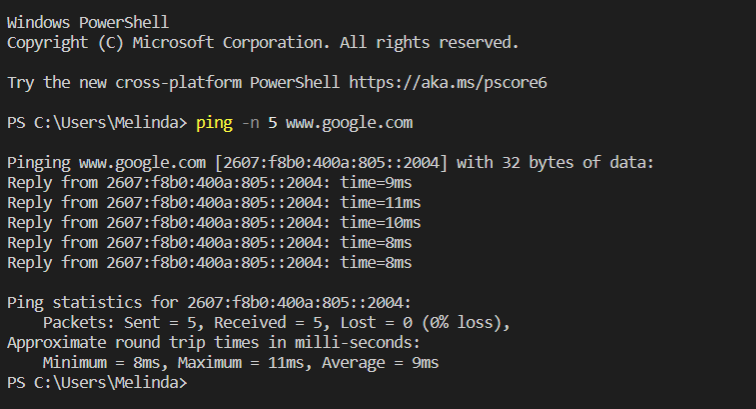 Windows PowerShell
Copyright (C) Microsoft Corporation. All rights reserved.
Try the new cross-platform PowerShell https://aka.ms/pscore6
PS C:\Users\Melinda> ping -n 5 www.google.com
Pinging www.google.com [2607:f8b0:400a:805::2004] with 32 bytes of data:
Reply from 2607:f8b0:400a:805::2004: time=9ms
Reply from 2607:f8b0:400a:805::2004: time=11ms
Reply from 2607:f8b0:400a:805::2004: time=10ms
Reply from 2607:f8b0:400a:805::2004: time=8ms
Reply from 2607:f8b0:400a:805::2004: time=8ms
Ping statistics for 2607:f8b0:400a:805::2004:
    Packets: Sent = 5, Received = 5, Lost = 0 (0% loss),
Approximate round trip times in milli-seconds:
    Minimum = 8ms, Maximum = 11ms, Average = 9ms
PS C:\Users\Melinda>